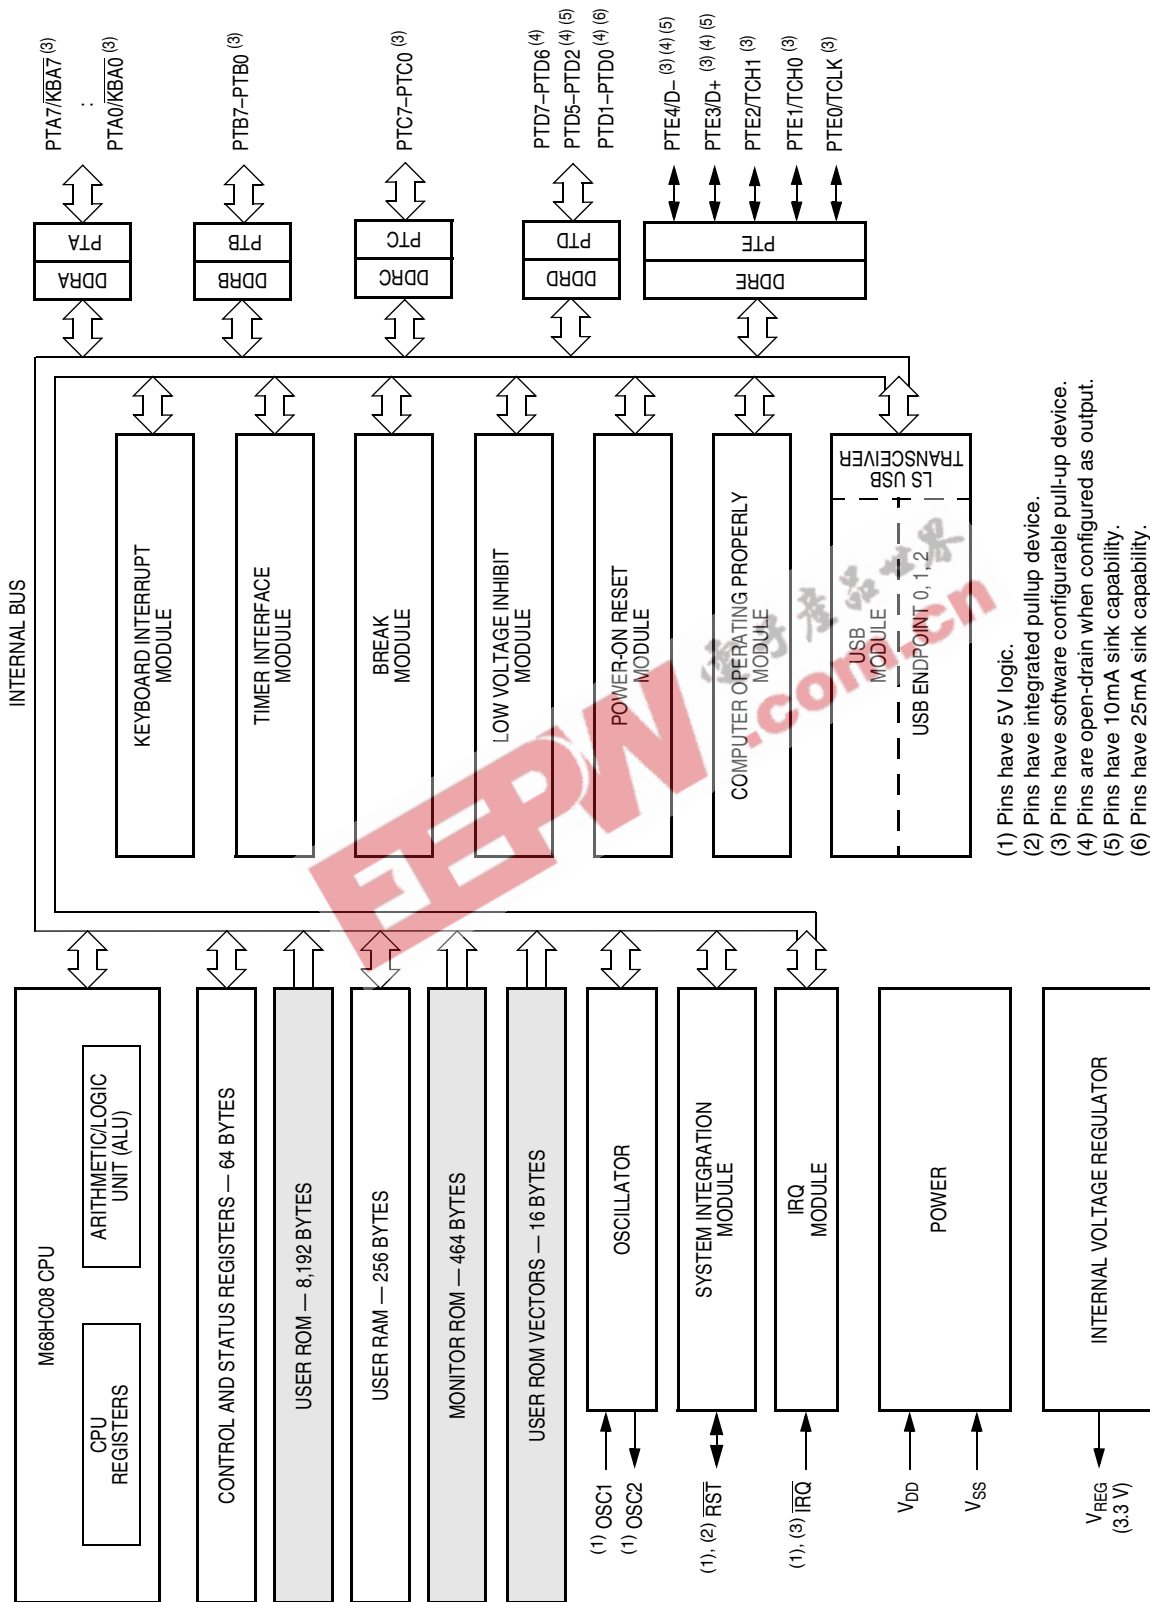 INTERNAL BUS
M68HC08 CPU
CPU
REGISTERS
ARITHMETIC/LOGIC
UNIT (ALU)
CONTROL AND STATUS REGISTERS — 64 BYTES
USER ROM — 8,192 BYTES
USER RAM — 256 BYTES
MONITOR ROM — 464 BYTES
USER ROM VECTORS — 16 BYTES
(1) OSC1
(1) OSC2
OSCILLATOR
(1), (2) RST
SYSTEM INTEGRATION
MODULE
(1), (3) IRQ
IRQ
MODULE
VDD
VSS
POWER
VREG
(3.3 V)
INTERNAL VOLTAGE REGULATOR
KEYBOARD INTERRUPT
MODULE
TIMER INTERFACE
MODULE
BREAK
MODULE
LOW VOLTAGE INHIBIT
MODULE
POWER-ON RESET
MODULE
COMPUTER OPERATING PROPERLY
MODULE
USB
MODULE
USB ENDPOINT 0, 1, 2
LS USB
TRANSCEIVER
DDRA
PTA
PTA7/KBA7 (3)
:
PTA0/KBA0 (3)
DDRB
PTB
PTB7–PTB0 (3)
DDRC
PTC
PTC7–PTC0 (3)
DDRD
PTD
PTD7–PTD6 (4)
PTD5–PTD2 (4) (5)
PTD1–PTD0 (4) (6)
DDRE
PTE
PTE4/D– (3) (4) (5)
PTE3/D+ (3) (4) (5)
PTE2/TCH1 (3)
PTE1/TCH0 (3)
PTE0/TCLK (3)
(1) Pins have 5V logic.
(2) Pins have integrated pullup device.
(3) Pins have software configurable pull-up device.
(4) Pins are open-drain when configured as output.
(5) Pins have 10mA sink capability.
(6) Pins have 25mA sink capability.
EEPW
.com.cn
電子產品世界